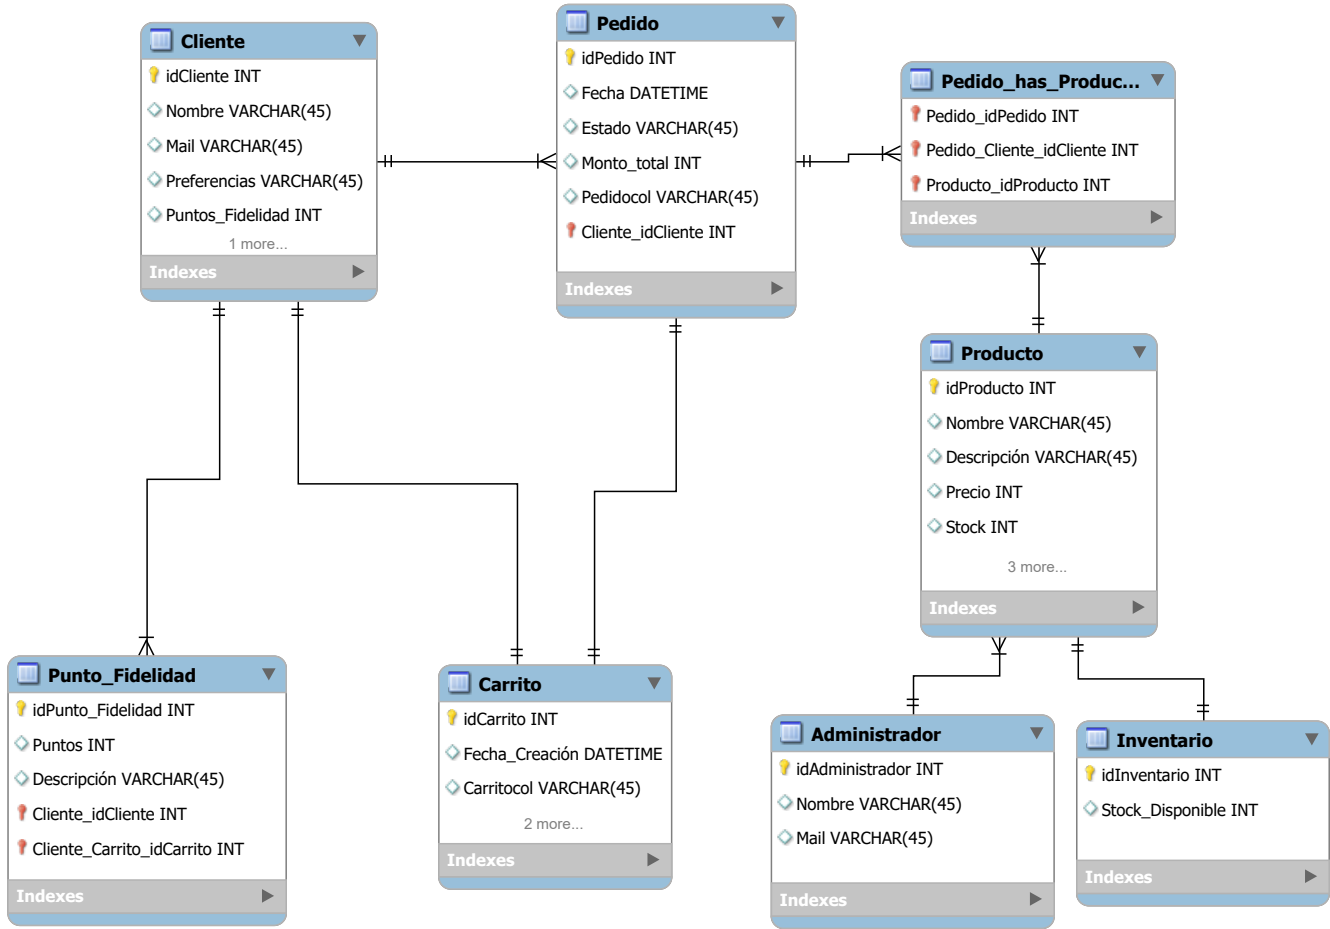 Cliente
idCliente INT
Nombre VARCHAR(45)
Mail VARCHAR(45)
Preferencias VARCHAR(45)
Puntos_Fidelidad INT
1 more...
Indexes
Pedido
idPedido INT
Fecha DATETIME
Estado VARCHAR(45)
Monto_total INT
Pedidocol VARCHAR(45)
Cliente_idCliente INT
Indexes
Pedido_has_Produc...
Pedido_idPedido INT
Pedido_Cliente_idCliente INT
Producto_idProducto INT
Indexes
Producto
idProducto INT
Nombre VARCHAR(45)
Descripción VARCHAR(45)
Precio INT
Stock INT
3 more...
Indexes
Punto_Fidelidad
idPunto_Fidelidad INT
Puntos INT
Descripción VARCHAR(45)
Cliente_idCliente INT
Cliente_Carrito_idCarrito INT
Indexes
Carrito
idCarrito INT
Fecha_Creación DATETIME
Carritocol VARCHAR(45)
2 more...
Indexes
Administrador
idAdministrador INT
Nombre VARCHAR(45)
Mail VARCHAR(45)
Indexes
Inventario
idInventario INT
Stock_Disponible INT
Indexes